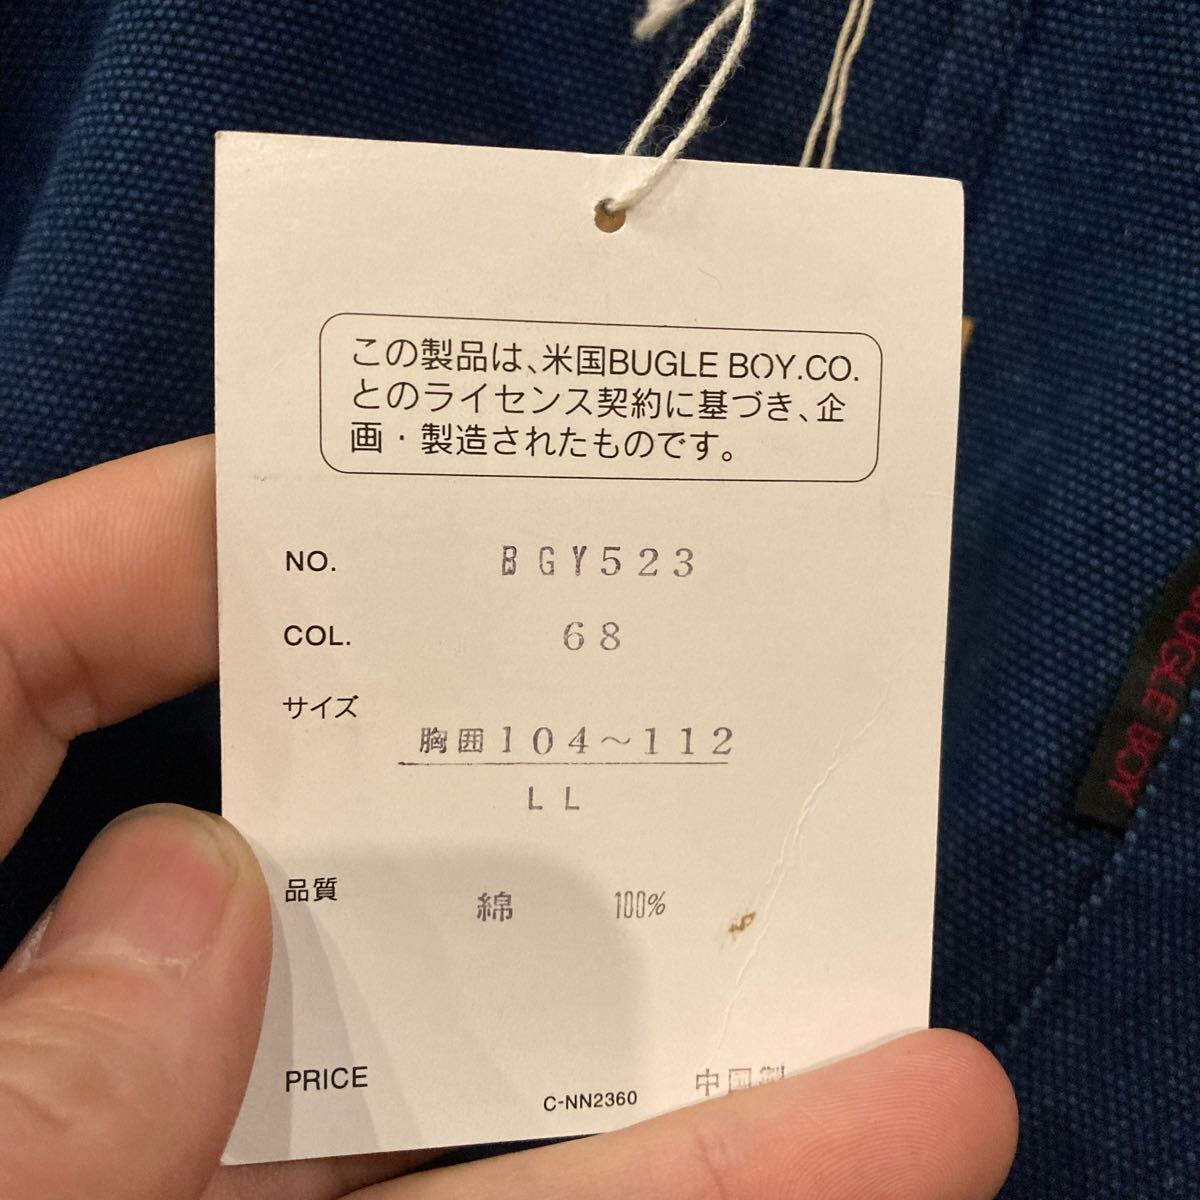 この製品は、米国BUGLE BOY.CO.
とのライセンス契約に基づき、企
画・製造されたものです。
NO. BGY523
COL. 68
サイズ
胸囲104～112
LL
品質 綿 100%
PRICE
C-NN2360
中国製
BUGLE BOY